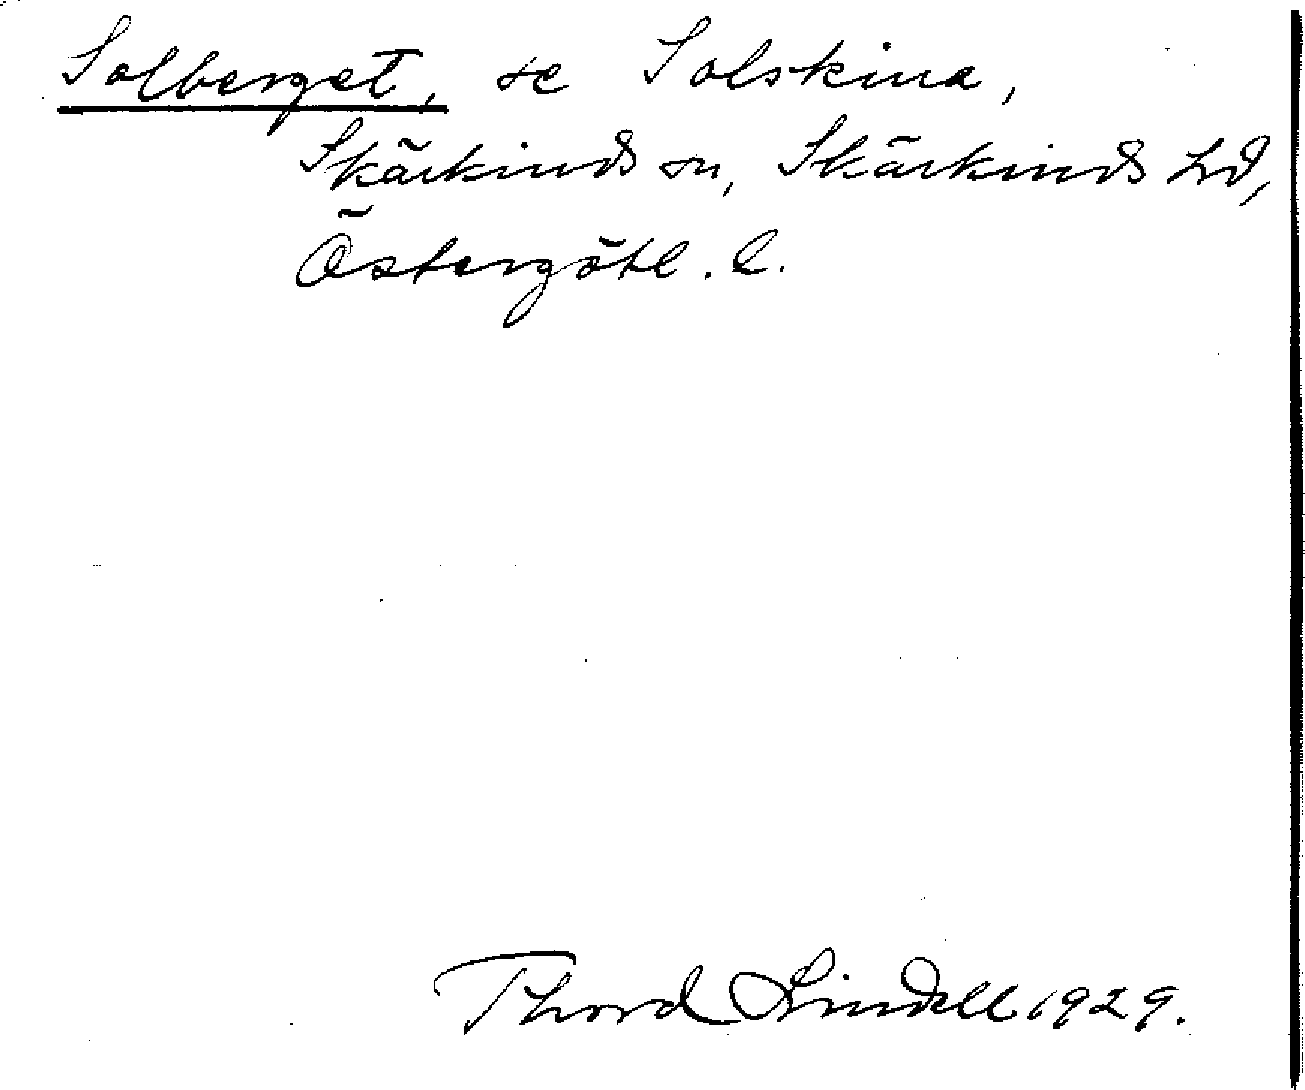 Solberget, se Solskina,
Skärkinds sn, Skärkinds hd,
Östergötl. l.
Thord Lindell 1929.